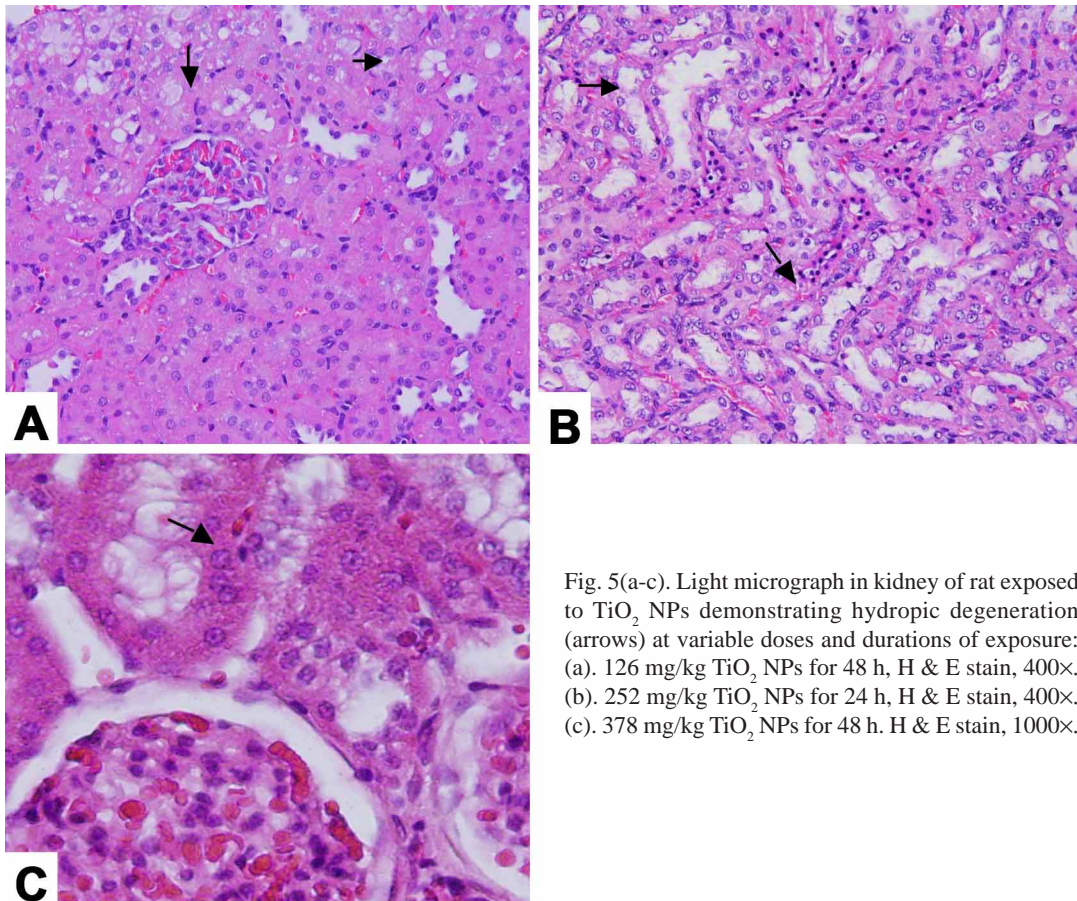 A
B
C
Fig. 5(a-c). Light micrograph in kidney of rat exposed
to TiO₂ NPs demonstrating hydropic degeneration
(arrows) at variable doses and durations of exposure:
(a). 126 mg/kg TiO₂ NPs for 48 h, H & E stain, 400×.
(b). 252 mg/kg TiO₂ NPs for 24 h, H & E stain, 400×.
(c). 378 mg/kg TiO₂ NPs for 48 h. H & E stain, 1000×.